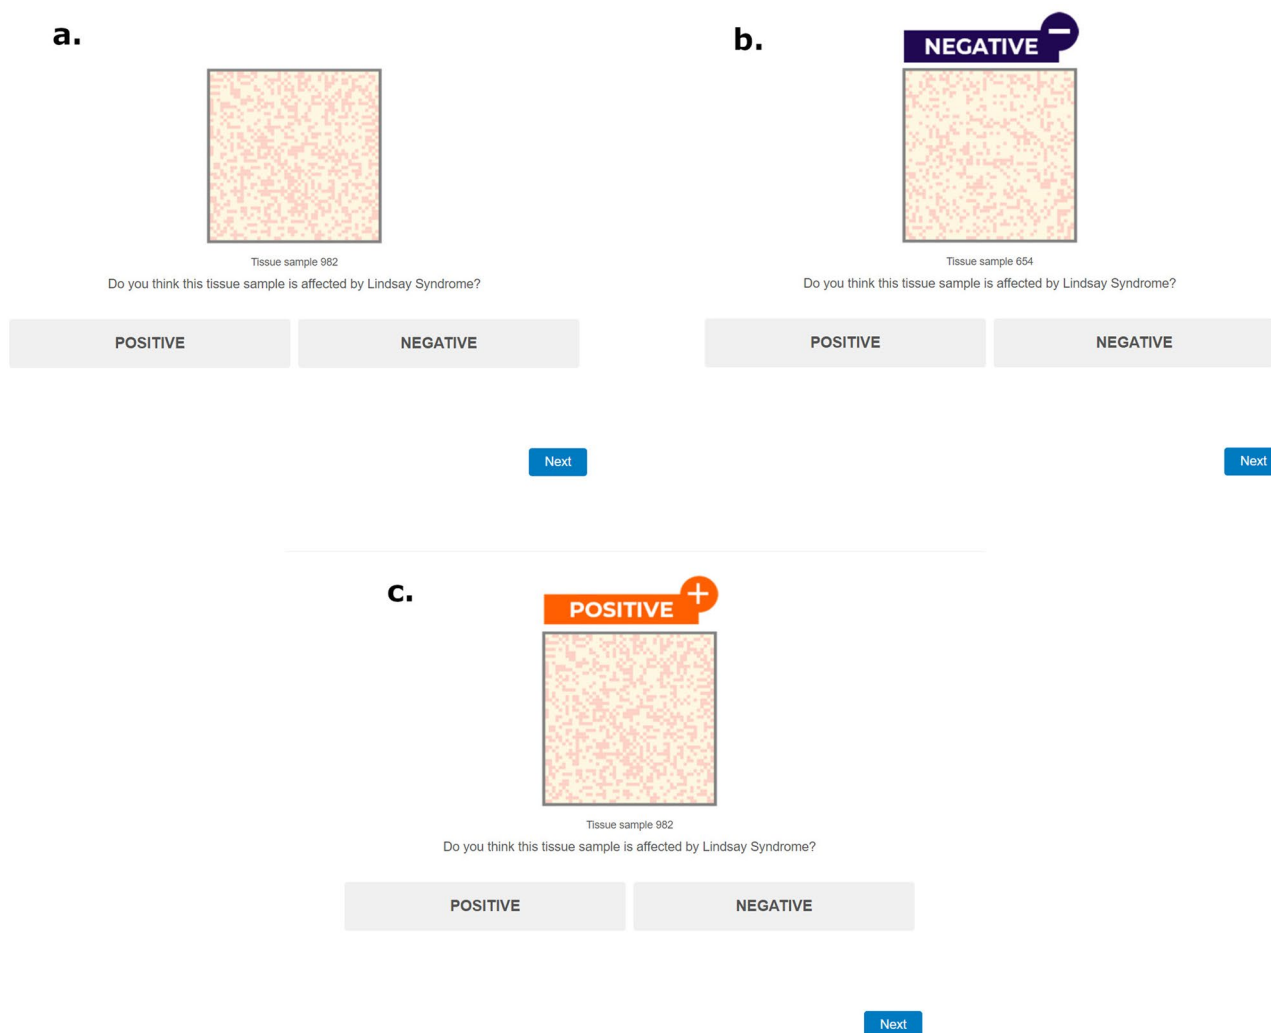 a.
Tissue sample 982
Do you think this tissue sample is affected by Lindsay Syndrome?
POSITIVE
NEGATIVE
Next
b.
NEGATIVE
Tissue sample 654
Do you think this tissue sample is affected by Lindsay Syndrome?
POSITIVE
NEGATIVE
Next
c.
POSITIVE
Tissue sample 982
Do you think this tissue sample is affected by Lindsay Syndrome?
POSITIVE
NEGATIVE
Next